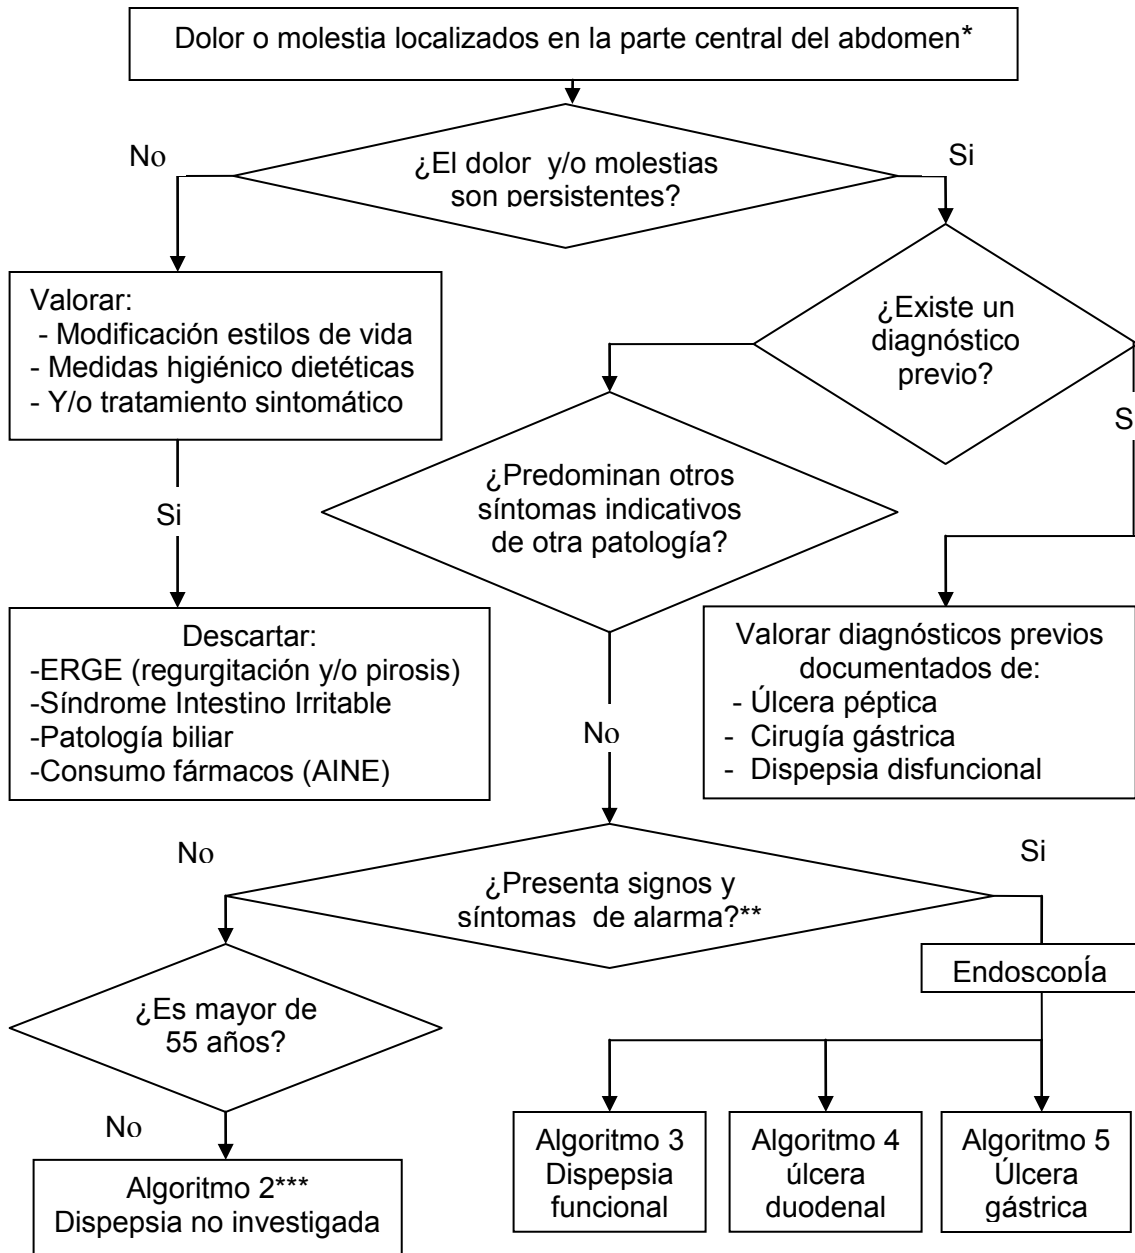 Dolor o molestia localizados en la parte central del abdomen*
No
Si
¿El dolor y/o molestias
son persistentes?
Valorar:
- Modificación estilos de vida
- Medidas higiénico dietéticas
- Y/o tratamiento sintomático
¿Existe un
diagnóstico
previo?
S
¿Predominan otros
síntomas indicativos
de otra patología?
Si
Descartar:
-ERGE (regurgitación y/o pirosis)
-Síndrome Intestino Irritable
-Patología biliar
-Consumo fármacos (AINE)
Valorar diagnósticos previos
documentados de:
- Úlcera péptica
- Cirugía gástrica
- Dispepsia disfuncional
No
No
Si
¿Presenta signos y
síntomas de alarma?**
EndoscopÍa
¿Es mayor de
55 años?
No
Algoritmo 2***
Dispepsia no investigada
Algoritmo 3
Dispepsia
funcional
Algoritmo 4
úlcera
duodenal
Algoritmo 5
Úlcera
gástrica